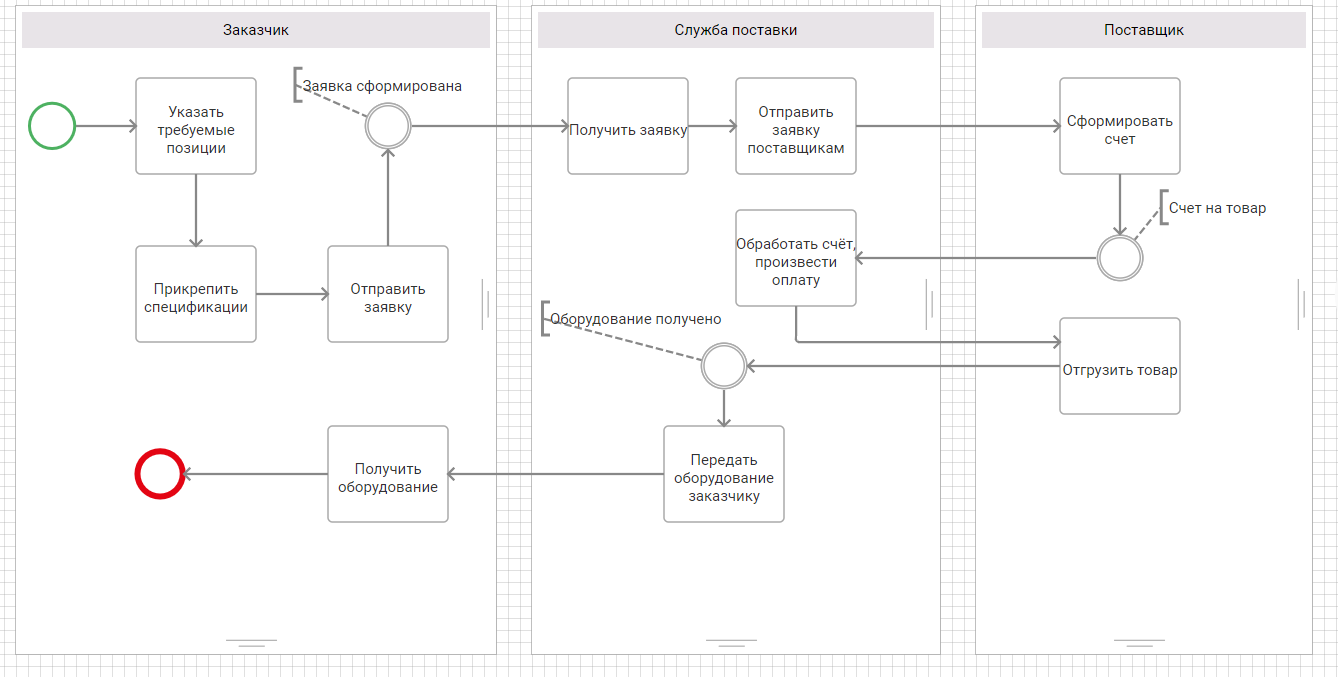 Заказчик
Служба поставки
Поставщик
Заявка сформирована
Указать
требуемые
позиции
Получить заявку
Отправить
заявку
поставщикам
Сформировать
счет
Счет на товар
Обработать счёт,
произвести
оплату
Прикрепить
спецификации
Отправить
заявку
Оборудование получено
Отгрузить товар
Получить
оборудование
Передать
оборудование
заказчику